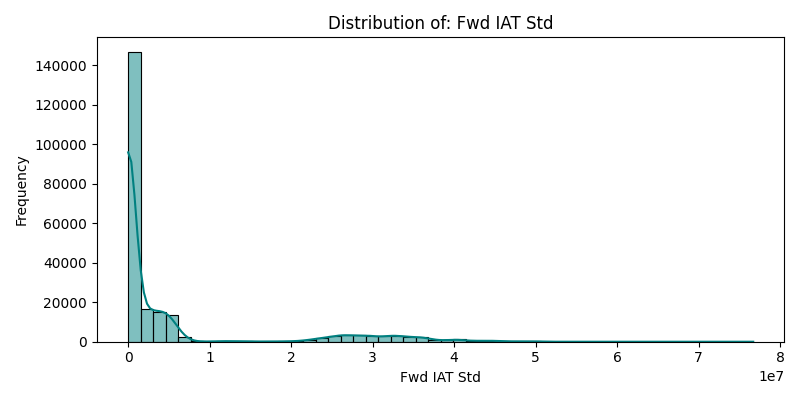 Distribution of: Fwd IAT Std
Frequency
140000
120000
100000
80000
60000
40000
20000
0
0 1 2 3 4 5 6 7 8
1e7
Fwd IAT Std